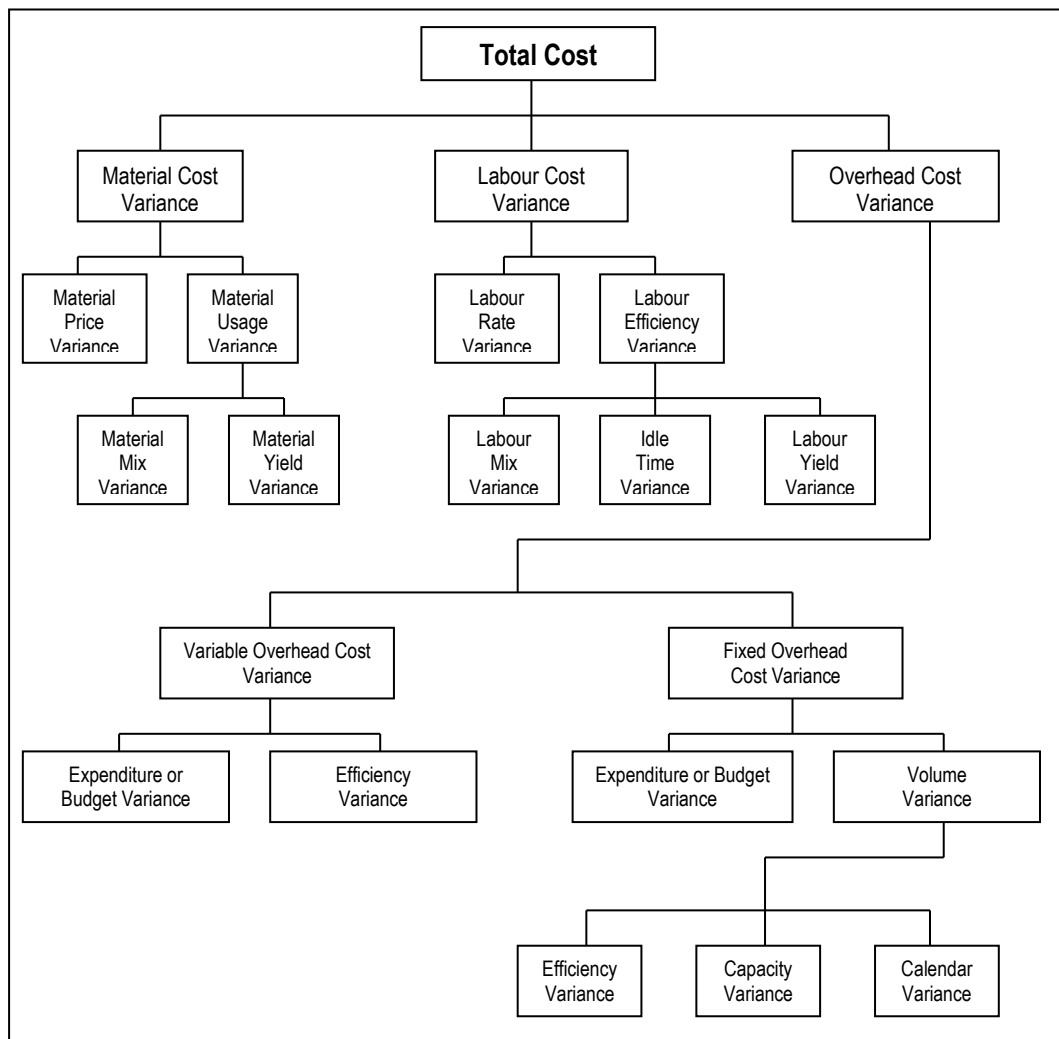 Total Cost
Material Cost
Variance
Labour Cost
Variance
Overhead Cost
Variance
Material
Price
Variance
Material
Usage
Variance
Labour
Rate
Variance
Labour
Efficiency
Variance
Material
Mix
Variance
Material
Yield
Variance
Labour
Mix
Variance
Idle
Time
Variance
Labour
Yield
Variance
Variable Overhead Cost
Variance
Fixed Overhead
Cost Variance
Expenditure or
Budget Variance
Efficiency
Variance
Expenditure or Budget
Variance
Volume
Variance
Efficiency
Variance
Capacity
Variance
Calendar
Variance